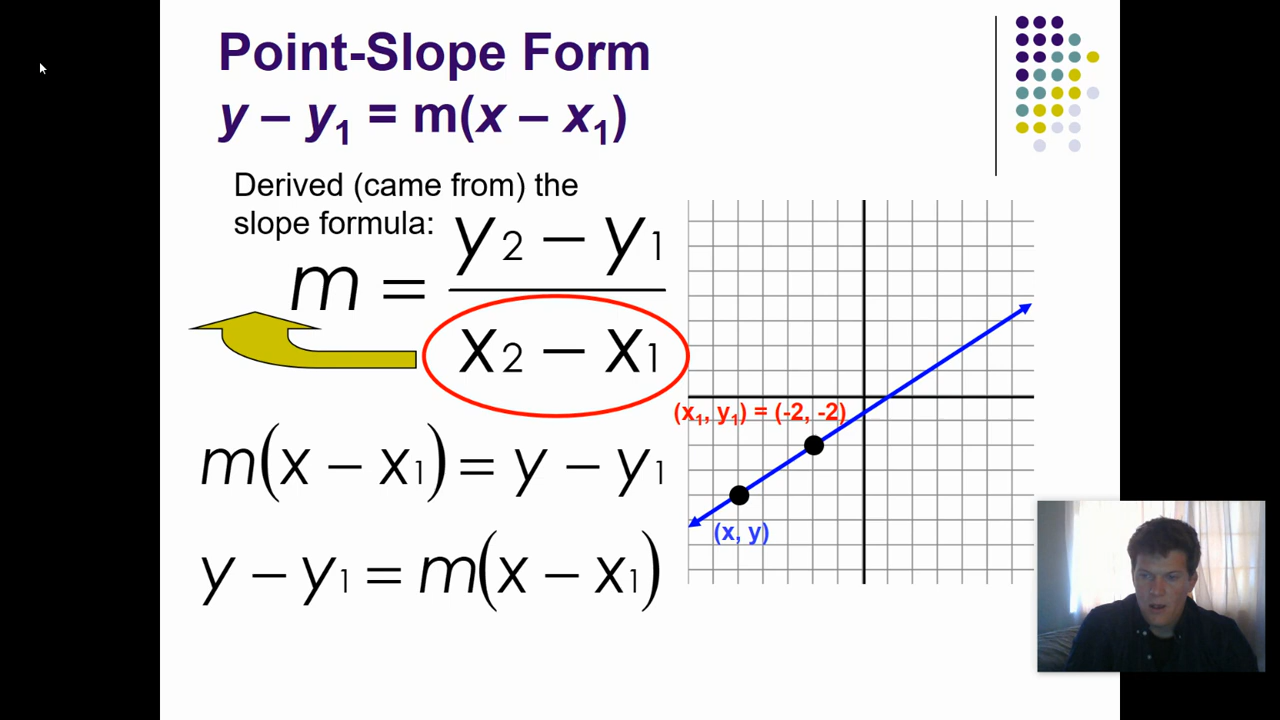 Point-Slope Form
y – y₁ = m(x – x₁)
Derived (came from) the
slope formula:
m = (y₂ − y₁) / (x₂ − x₁)
(x₁, y₁) = (-2, -2)
m(x − x₁) = y − y₁
(x, y)
y − y₁ = m(x − x₁)